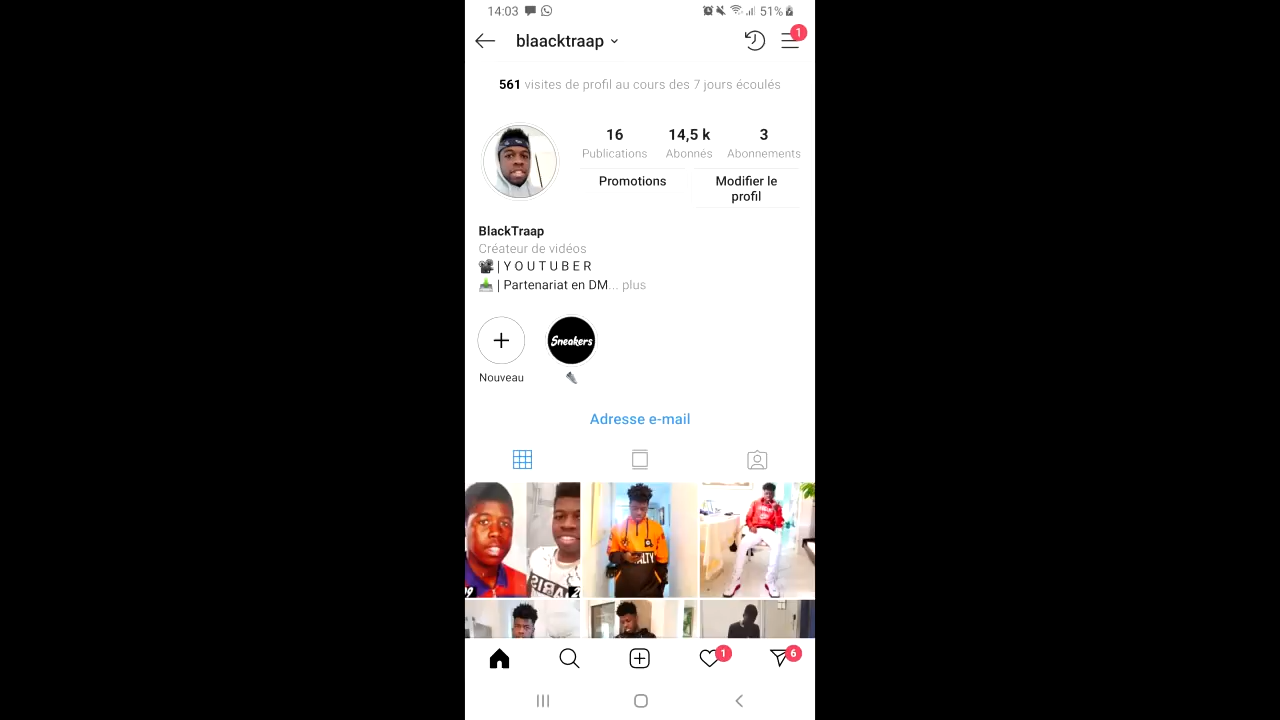 14:03
51%
blaacktraap
1
561 visites de profil au cours des 7 jours écoulés
16
14,5 k
3
Publications
Abonnés
Abonnements
Promotions
Modifier le
profil
BlackTraap
Créateur de vidéos
| Y O U T U B E R
| Partenariat en DM... plus
Sneakers
Nouveau
Adresse e-mail
1
6